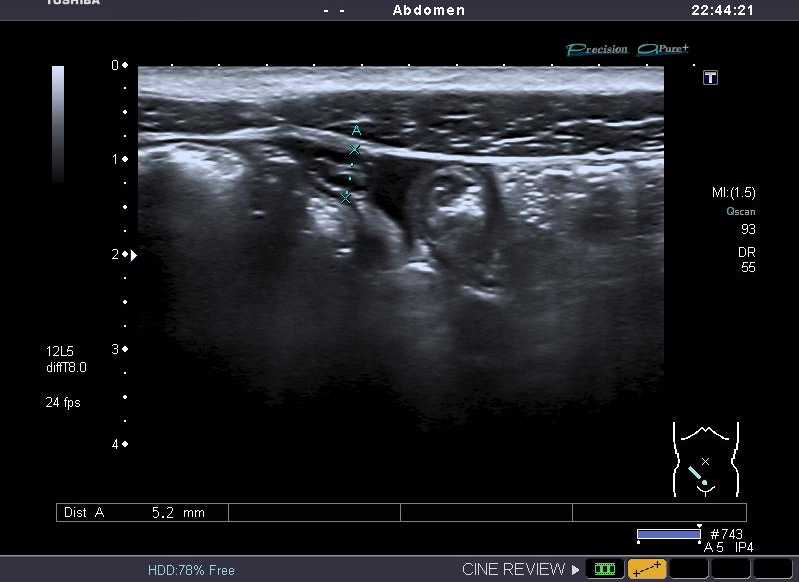 TOSHIBA
- - Abdomen 22:44:21
Precision APure+
T
0
A
1
MI:(1.5)
Qscan
93
2
DR
55
3
12L5
diffT8.0
24 fps
4
Dist A 5.2 mm
#743
A 5 IP4
HDD:78% Free
CINE REVIEW